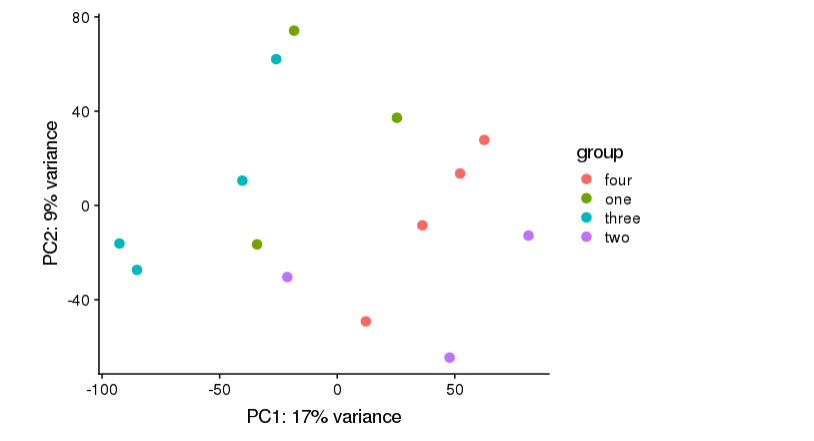 80
40
0
-40
PC2: 9% variance
-100
-50
0
50
PC1: 17% variance
group
four
one
three
two